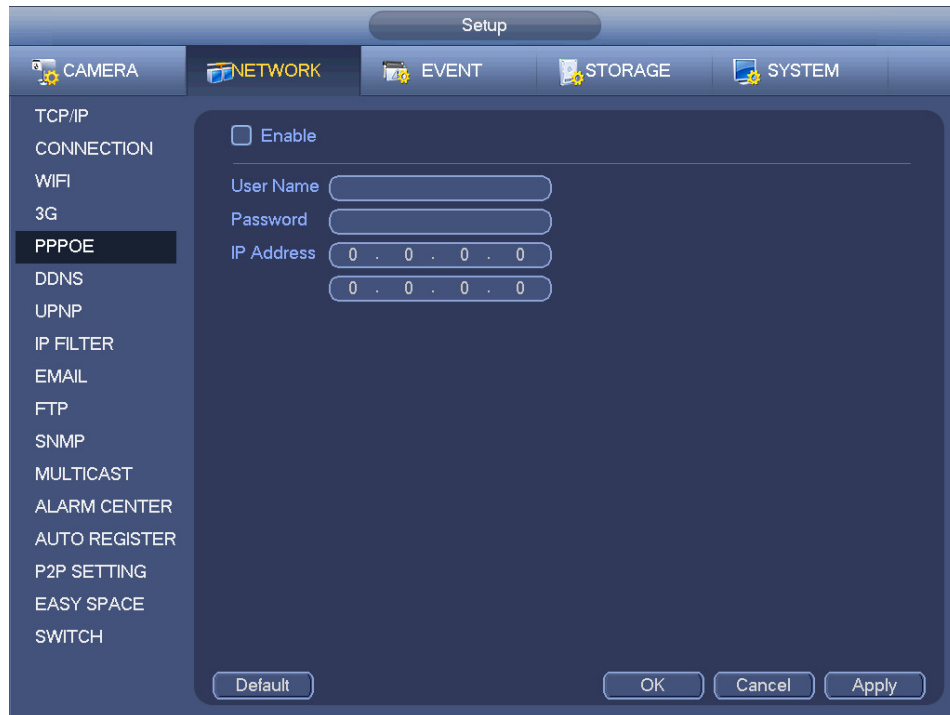 Setup
CAMERA NETWORK EVENT STORAGE SYSTEM
TCP/IP
CONNECTION
WIFI
3G
PPPOE
DDNS
UPNP
IP FILTER
EMAIL
FTP
SNMP
MULTICAST
ALARM CENTER
AUTO REGISTER
P2P SETTING
EASY SPACE
SWITCH
Enable
User Name
Password
IP Address 0 . 0 . 0 . 0
0 . 0 . 0 . 0
Default OK Cancel Apply